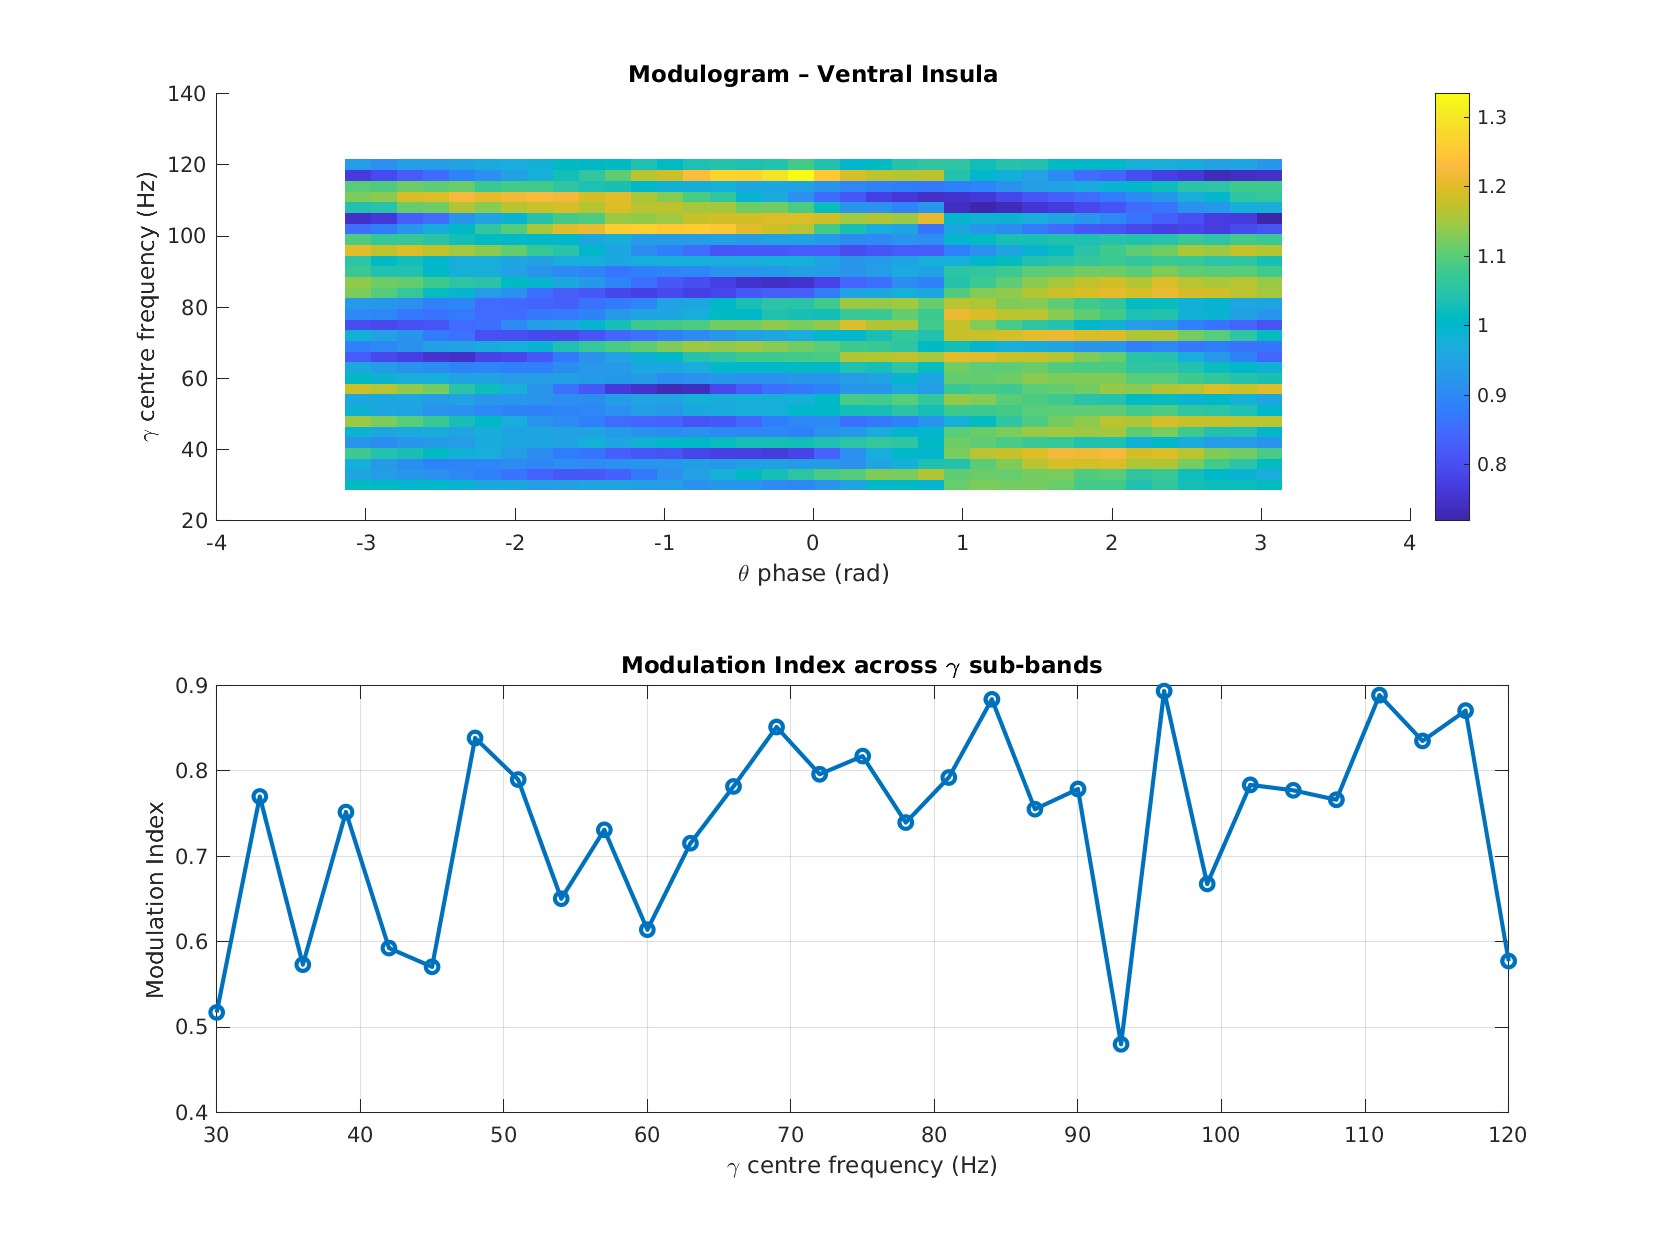 Modulogram – Ventral Insula
140
120
100
80
60
40
20
γ centre frequency (Hz)
-4 -3 -2 -1 0 1 2 3 4
θ phase (rad)
1.3
1.2
1.1
1
0.9
0.8
Modulation Index across γ sub-bands
0.9
0.8
0.7
0.6
0.5
0.4
Modulation Index
30 40 50 60 70 80 90 100 110 120
γ centre frequency (Hz)